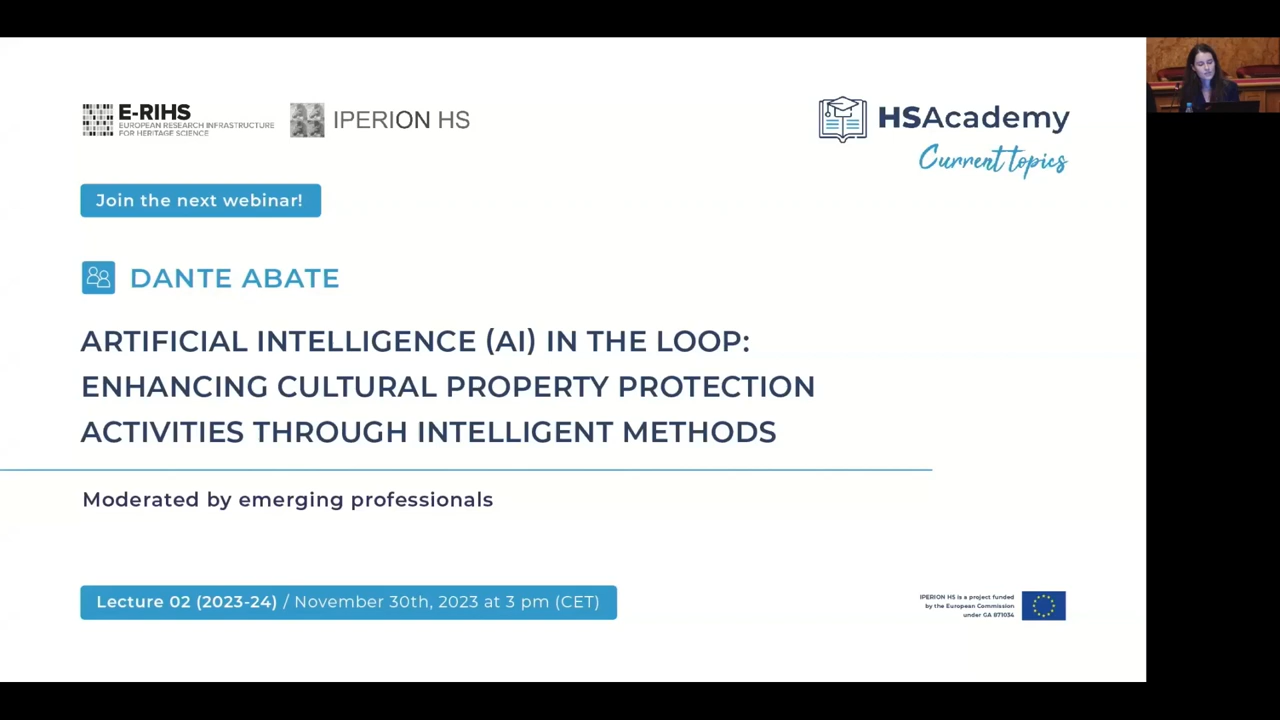 E-RIHS
EUROPEAN RESEARCH INFRASTRUCTURE
FOR HERITAGE SCIENCE
IPERION HS
HSAcademy
Current topics
Join the next webinar!
DANTE ABATE
ARTIFICIAL INTELLIGENCE (AI) IN THE LOOP:
ENHANCING CULTURAL PROPERTY PROTECTION
ACTIVITIES THROUGH INTELLIGENT METHODS
Moderated by emerging professionals
Lecture 02 (2023-24) / November 30th, 2023 at 3 pm (CET)
IPERION HS is a project funded
by the European Commission
under GA 871034